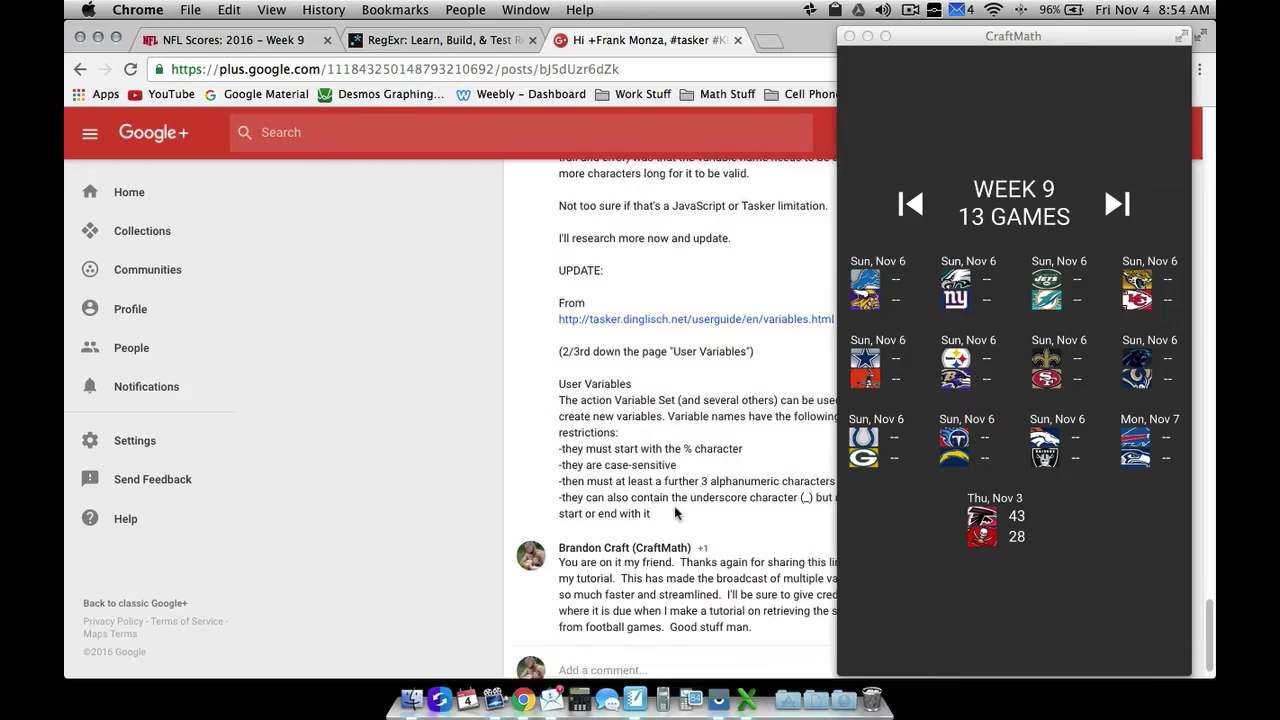 Chrome File Edit View History Bookmarks People Window Help 4 96% Fri Nov 4 8:54 AM
NFL Scores: 2016 - Week 9 × RegExr: Learn, Build, & Test R × Hi +Frank Monza, #tasker #K ×
CraftMath
https://plus.google.com/111843250148793210692/posts/bJ5dUzr6dZk
Apps YouTube Google Material Desmos Graphing... Weebly - Dashboard Work Stuff Math Stuff Cell Phon
Google+ Search
Home
Collections
Communities
Profile
People
Notifications
Settings
Send Feedback
Help
Back to classic Google+
Privacy Policy - Terms of Service -
Maps Terms
©2016 Google
more characters long for it to be valid.
Not too sure if that's a JavaScript or Tasker limitation.
I'll research more now and update.
UPDATE:
From
http://tasker.dinglisch.net/userguide/en/variables.html
(2/3rd down the page "User Variables")
User Variables
The action Variable Set (and several others) can be use
create new variables. Variable names have the following
restrictions:
-they must start with the % character
-they are case-sensitive
-then must at least a further 3 alphanumeric characters
-they can also contain the underscore character (_) but
start or end with it
Brandon Craft (CraftMath) +1
You are on it my friend. Thanks again for sharing this li
my tutorial. This has made the broadcast of multiple va
so much faster and streamlined. I'll be sure to give cred
where it is due when I make a tutorial on retrieving the s
from football games. Good stuff man.
Add a comment...
WEEK 9
13 GAMES
Sun, Nov 6 Sun, Nov 6 Sun, Nov 6 Sun, Nov 6
-- -- -- --
-- -- -- --
Sun, Nov 6 Sun, Nov 6 Sun, Nov 6 Sun, Nov 6
-- -- -- --
-- -- -- --
Sun, Nov 6 Sun, Nov 6 Sun, Nov 6 Mon, Nov 7
-- -- -- --
-- -- -- --
Thu, Nov 3
43
28